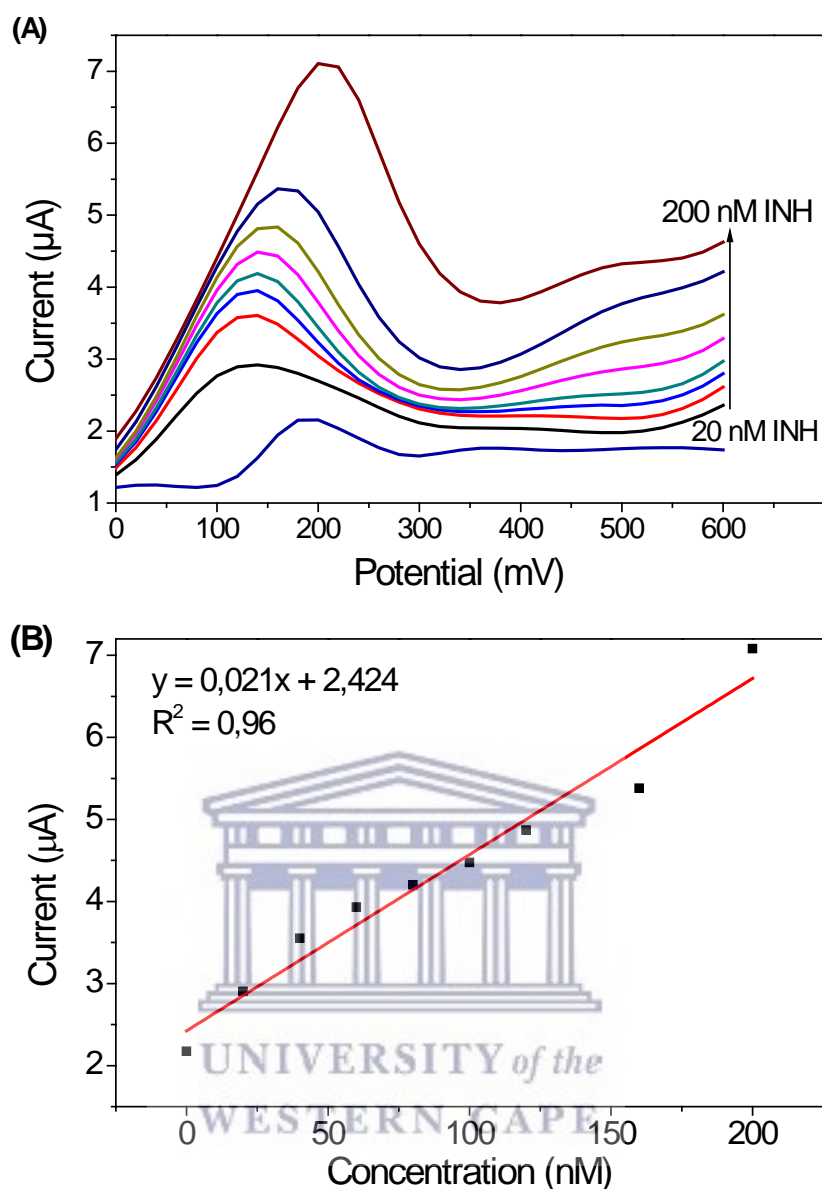 (A)
7
6
5
4
3
2
1
Current (µA)
200 nM INH
20 nM INH
0 100 200 300 400 500 600
Potential (mV)
(B)
y = 0,021x + 2,424
R² = 0,96
7
6
5
4
3
2
Current (µA)
UNIVERSITY of the
WESTERN CAPE
0 50 100 150 200
Concentration (nM)